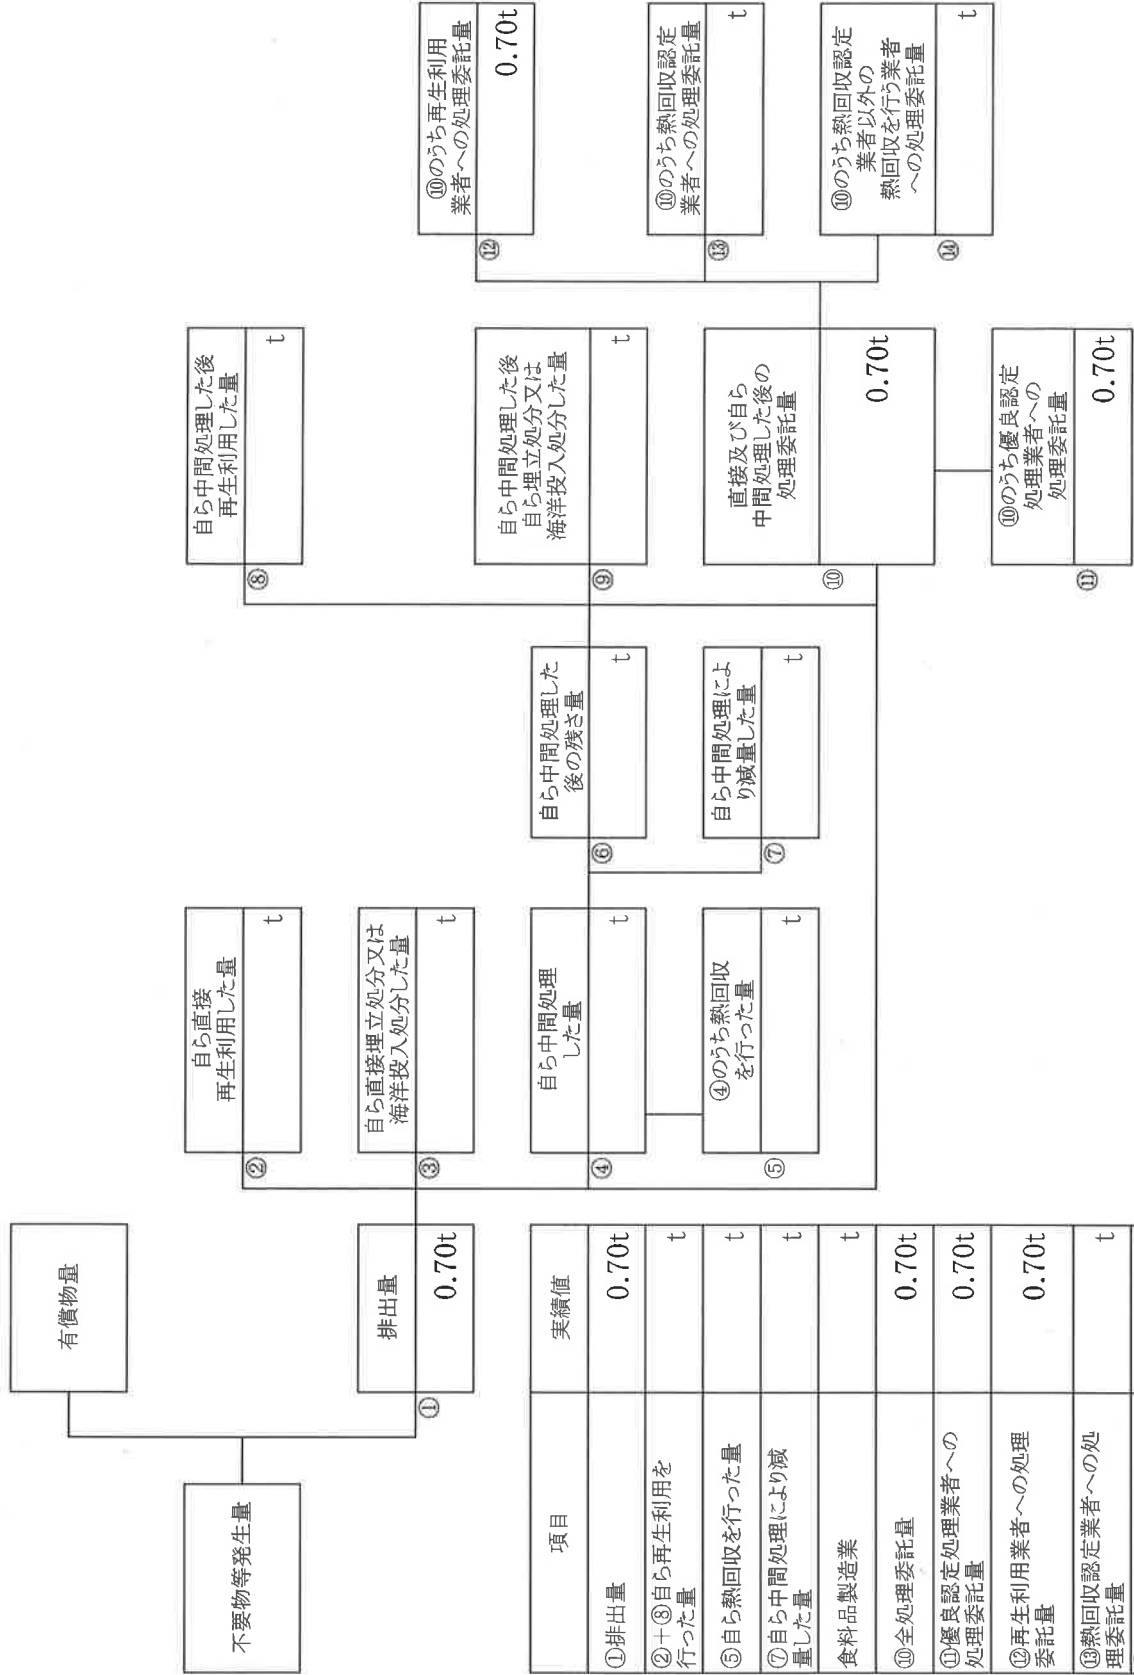 不要物等発生量
有償物量
排出量
①
0.70t
自ら直接
再生利用した量
②
t
自ら直接埋立処分又は
海洋投入処分した量
③
t
自ら中間処理
した量
④
t
④のうち熱回収
を行った量
⑤
t
自ら中間処理した
後の残さ量
⑥
t
自ら中間処理によ
り減量した量
⑦
t
自ら中間処理した後
再生利用した量
⑧
t
自ら中間処理した後
自ら埋立処分又は
海洋投入処分した量
⑨
t
直接及び自ら
中間処理した後の
処理委託量
⑩
0.70t
⑩のうち優良認定
処理業者への
処理委託量
⑪
0.70t
⑩のうち再生利用
業者への処理委託量
⑫
0.70t
⑩のうち熱回収認定
業者への処理委託量
⑬
t
⑩のうち熱回収認定
業者以外の
熱回収を行う業者
への処理委託量
⑭
t
項目 実績値
①排出量 0.70t
②+⑧自ら再生利用を
行った量 t
⑤自ら熱回収を行った量 t
⑦自ら中間処理により減
量した量 t
食料品製造業 t
⑩全処理委託量 0.70t
⑪優良認定処理業者への
処理委託量 0.70t
⑫再生利用業者への処理
委託量 0.70t
⑬熱回収認定業者への処
理委託量 t